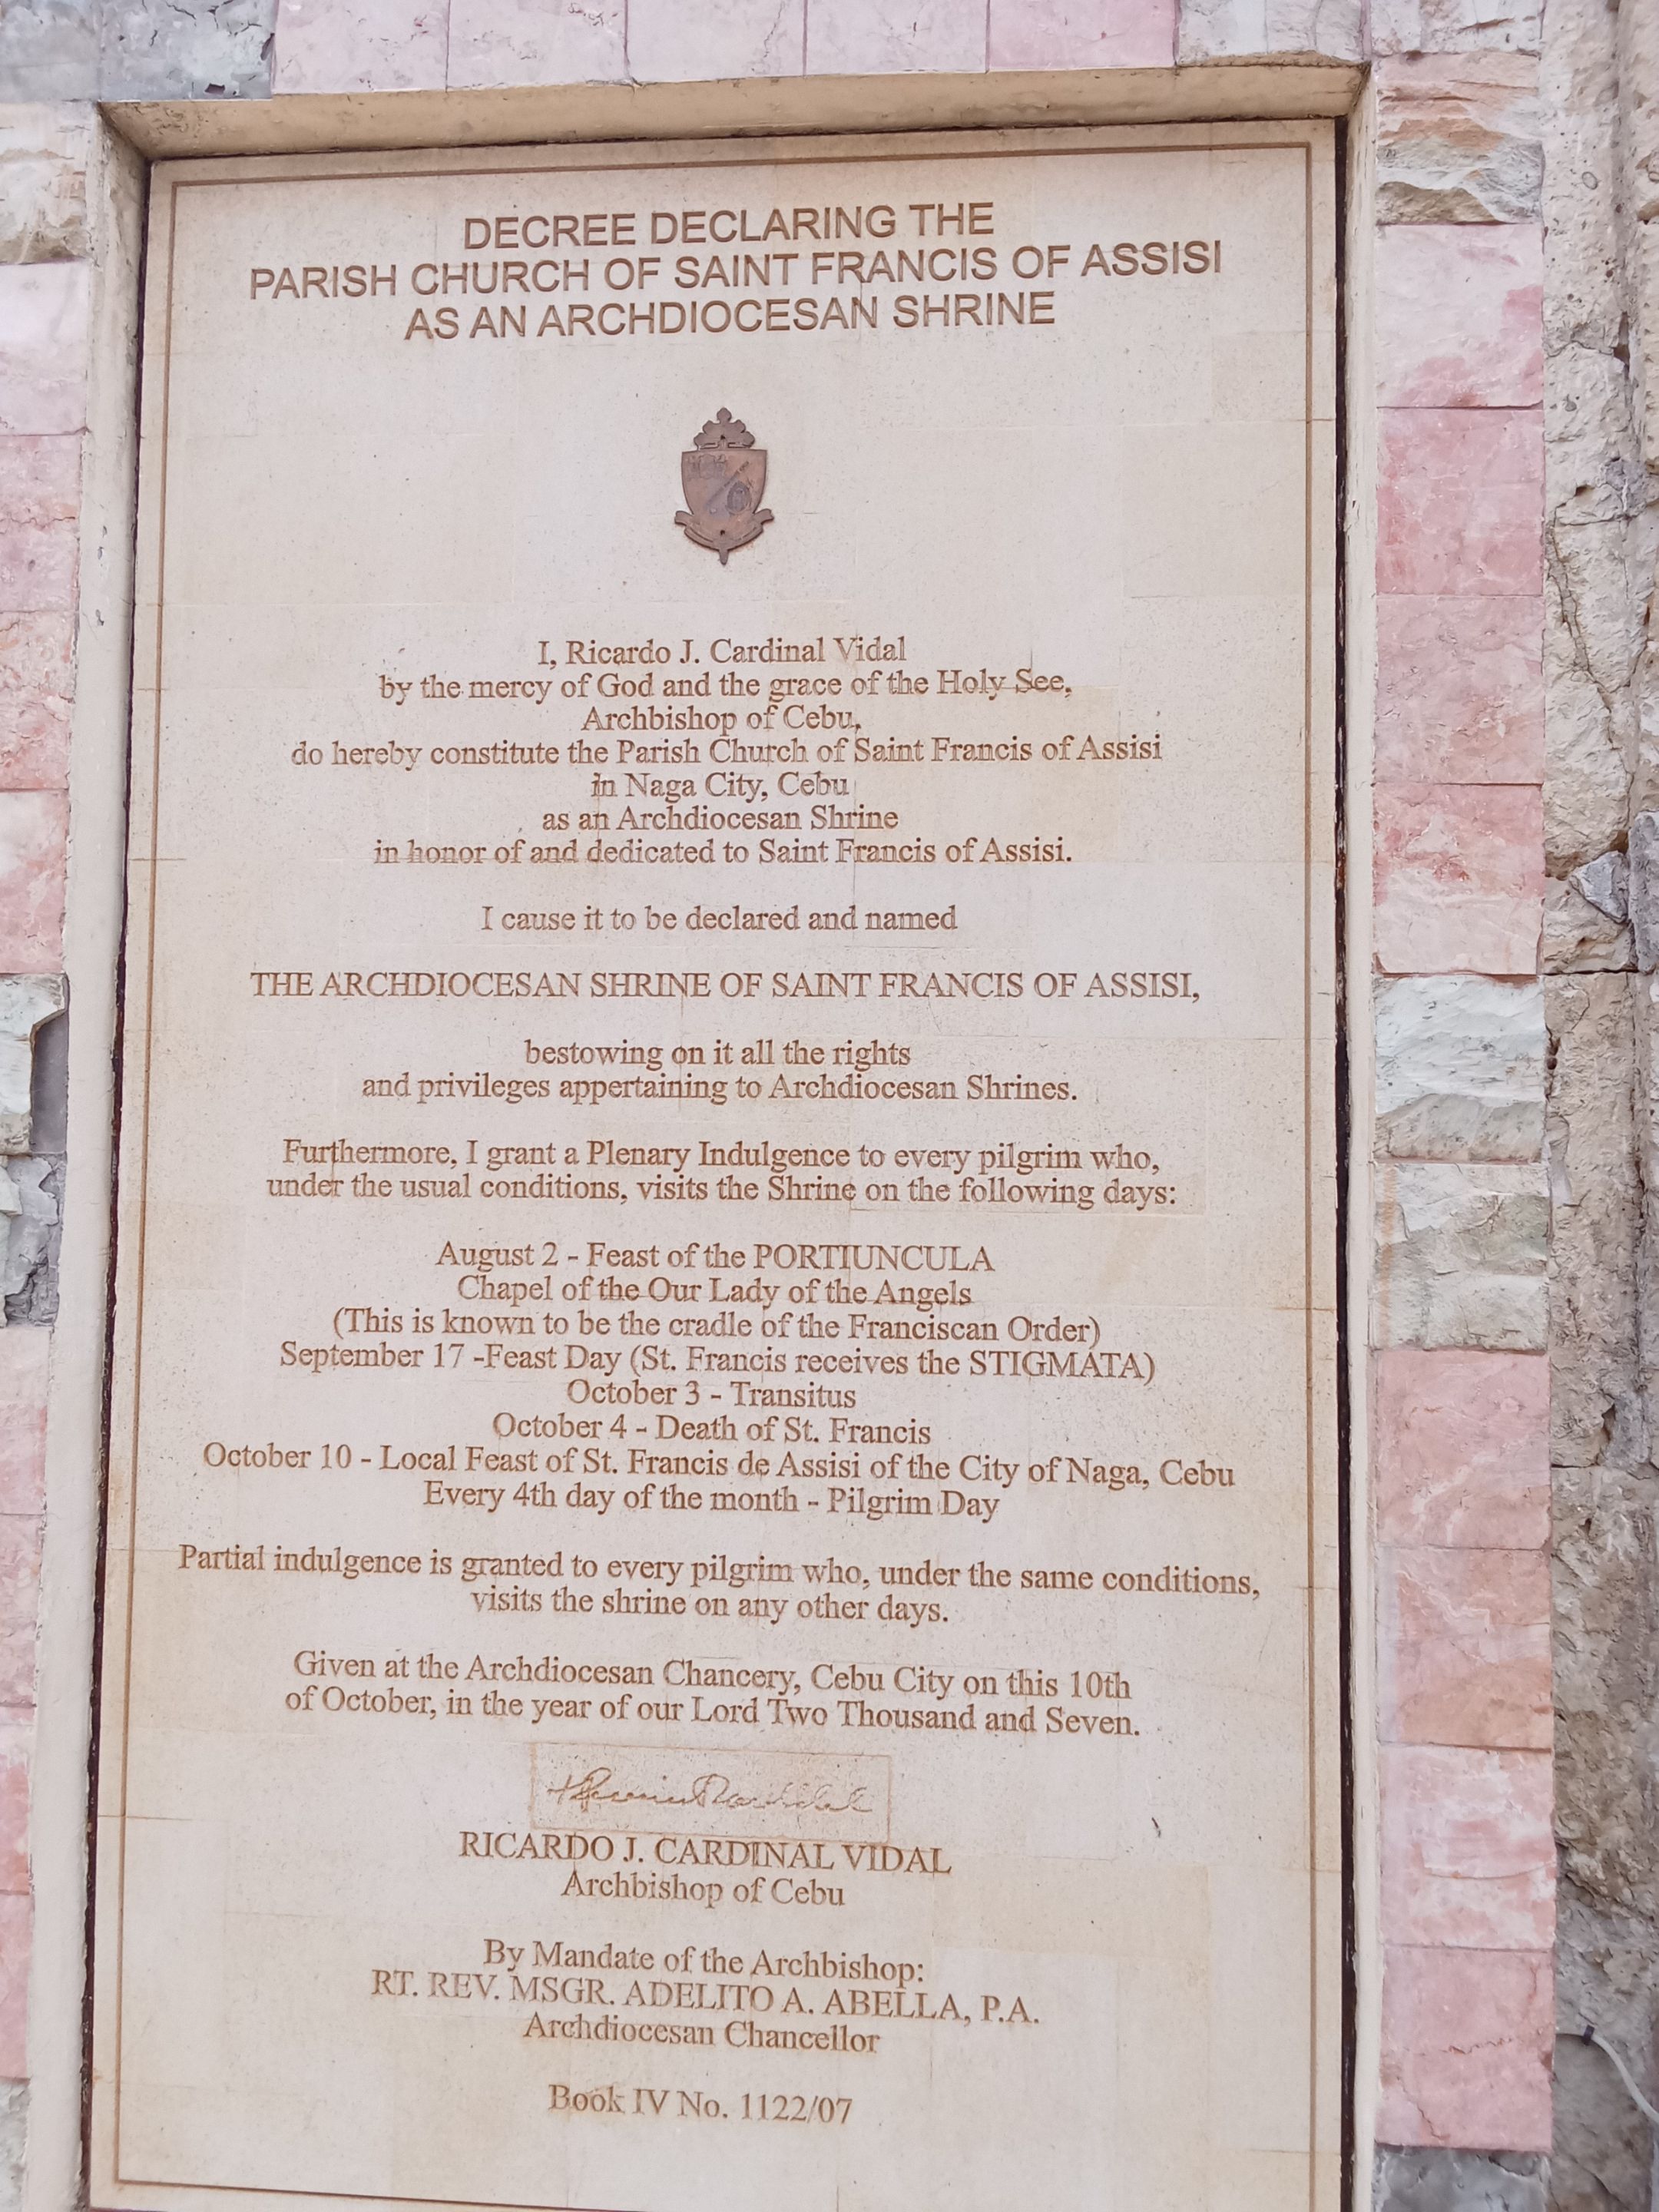 DECREE DECLARING THE
PARISH CHURCH OF SAINT FRANCIS OF ASSISI
AS AN ARCHDIOCESAN SHRINE
I, Ricardo J. Cardinal Vidal
by the mercy of God and the grace of the Holy See,
Archbishop of Cebu,
do hereby constitute the Parish Church of Saint Francis of Assisi
in Naga City, Cebu
as an Archdiocesan Shrine
in honor of and dedicated to Saint Francis of Assisi.
I cause it to be declared and named
THE ARCHDIOCESAN SHRINE OF SAINT FRANCIS OF ASSISI,
bestowing on it all the rights
and privileges appertaining to Archdiocesan Shrines.
Furthermore, I grant a Plenary Indulgence to every pilgrim who,
under the usual conditions, visits the Shrine on the following days:
August 2 - Feast of the PORTIUNCULA
Chapel of the Our Lady of the Angels
(This is known to be the cradle of the Franciscan Order)
September 17 -Feast Day (St. Francis receives the STIGMATA)
October 3 - Transitus
October 4 - Death of St. Francis
October 10 - Local Feast of St. Francis de Assisi of the City of Naga, Cebu
Every 4th day of the month - Pilgrim Day
Partial indulgence is granted to every pilgrim who, under the same conditions,
visits the shrine on any other days.
Given at the Archdiocesan Chancery, Cebu City on this 10th
of October, in the year of our Lord Two Thousand and Seven.
RICARDO J. CARDINAL VIDAL
Archbishop of Cebu
By Mandate of the Archbishop:
RT. REV. MSGR. ADELITO A. ABELLA, P.A.
Archdiocesan Chancellor
Book IV No. 1122/07